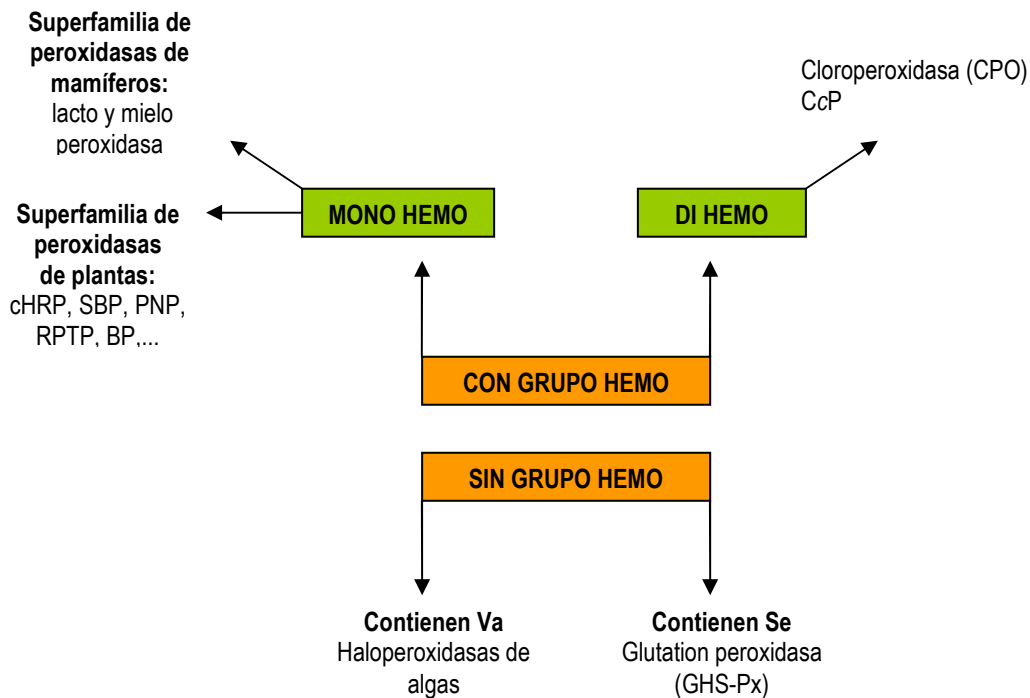 Superfamilia de
peroxidasas de
mamíferos:
lacto y mielo
peroxidasa
Cloroperoxidasa (CPO)
CcP
MONO HEMO
DI HEMO
Superfamilia de
peroxidasas
de plantas:
cHRP, SBP, PNP,
RPTP, BP,...
CON GRUPO HEMO
SIN GRUPO HEMO
Contienen Va
Haloperoxidasas de
algas
Contienen Se
Glutation peroxidasa
(GHS-Px)